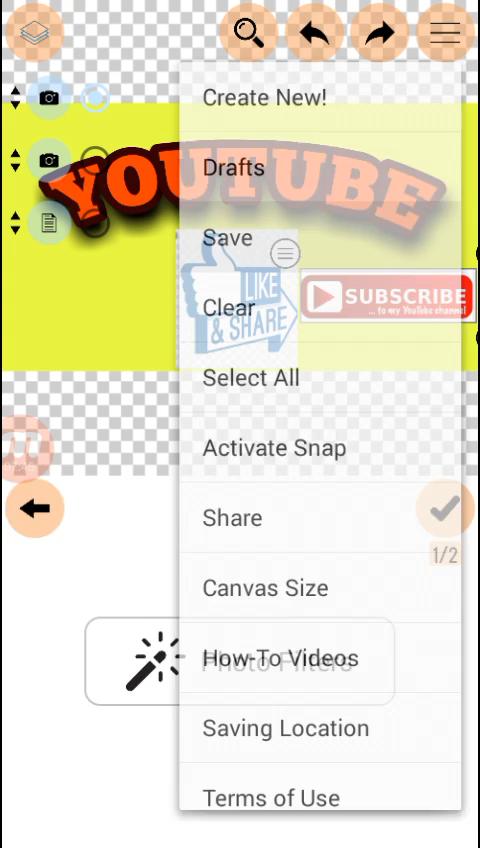 Create New!
YOUTUBE
Drafts
Save
LIKE
& SHARE
SUBSCRIBE
... to my YouTube channel
Clear
Select All
Activate Snap
Share
1/2
Canvas Size
Photo Filters
How-To Videos
Saving Location
Terms of Use